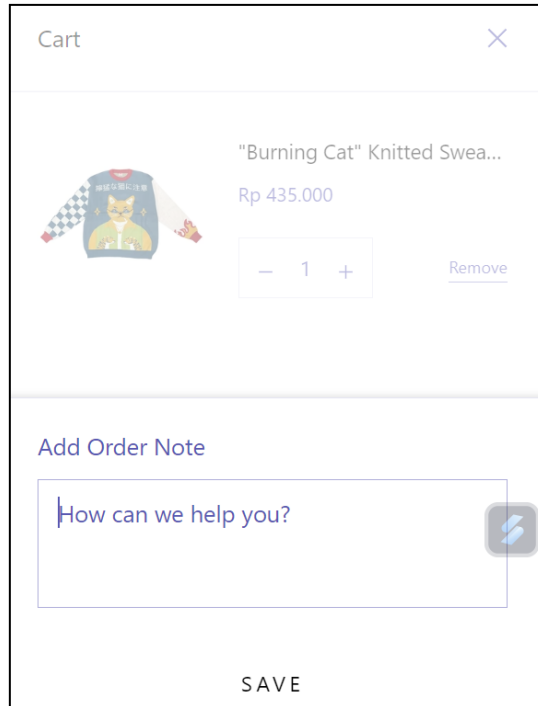 Cart
"Burning Cat" Knitted Swea...
Rp 435.000
− 1 +
Remove
Add Order Note
How can we help you?
SAVE